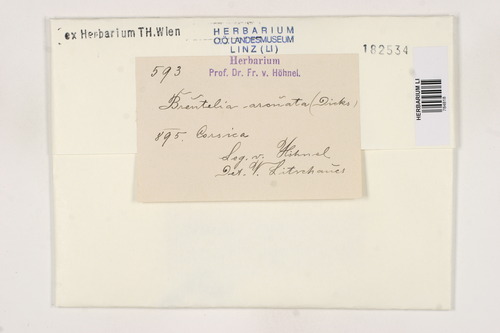 ex Herbarium TH.Wien
HERBARIUM
O.Ö. LANDESMUSEUM
LINZ (LI)
182534
Herbarium
Prof. Dr. Fr. v. Höhnel.
593
Breutelia arcuata (Dicks)
895. Corsica
Leg. v. Höhnel
Det. V. Litschauer
HERBARIUM LI